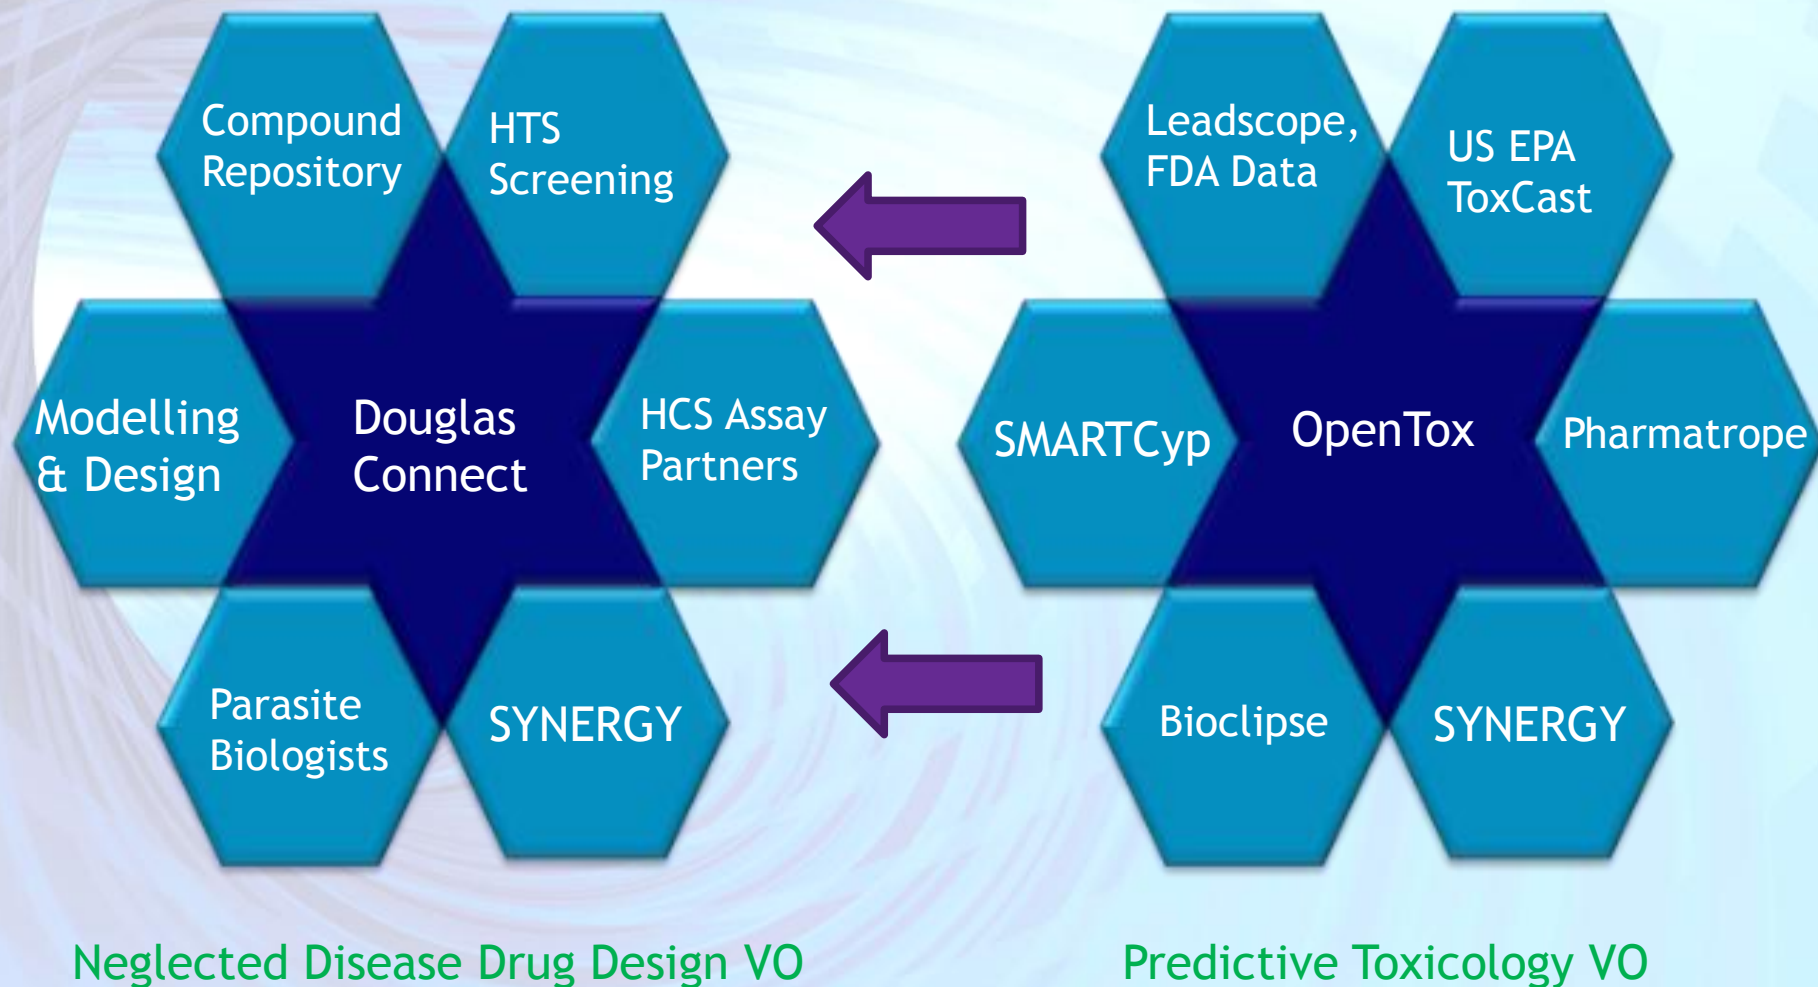 Compound
Repository
HTS
Screening
Modelling
& Design
Douglas
Connect
HCS Assay
Partners
Parasite
Biologists
SYNERGY
Neglected Disease Drug Design VO
Leadscope,
FDA Data
US EPA
ToxCast
SMARTCyp
OpenTox
Pharmatrope
Bioclipse
SYNERGY
Predictive Toxicology VO